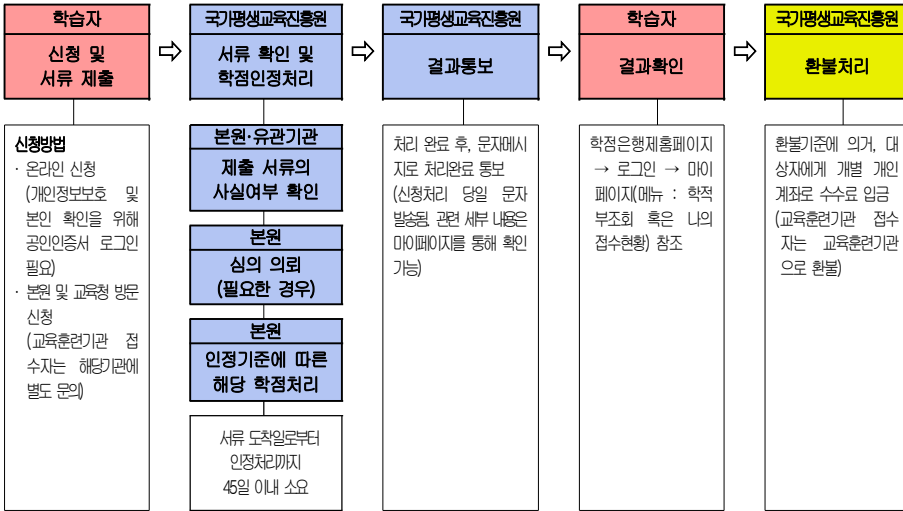 학습자
신청 및
서류 제출
신청방법
· 온라인 신청
(개인정보보호 및
본인 확인을 위해
공인인증서 로그인
필요)
· 본원 및 교육청 방문
신청
(교육훈련기관 접
수자는 해당기관에
별도 문의)
⇨
국가평생교육진흥원
서류 확인 및
학점인정처리
본원·유관기관
제출 서류의
사실여부 확인
본원
심의 의뢰
(필요한 경우)
본원
인정기준에 따른
해당 학점처리
서류 도착일로부터
인정처리까지
45일 이내 소요
⇨
국가평생교육진흥원
결과통보
처리 완료 후, 문자메시
지로 처리완료 통보
(신청처리 당일 문자
발송됨. 관련 세부 내용은
마이페이지를 통해 확인
가능)
⇨
학습자
결과확인
학점은행제홈페이지
→ 로그인 → 마이
페이지(메뉴 : 학적
부조회 혹은 나의
접수현황) 참조
⇨
국가평생교육진흥원
환불처리
환불기준에 의거, 대
상자에게 개별 개인
계좌로 수수료 입금
(교육훈련기관 접수
자는 교육훈련기관
으로 환불)